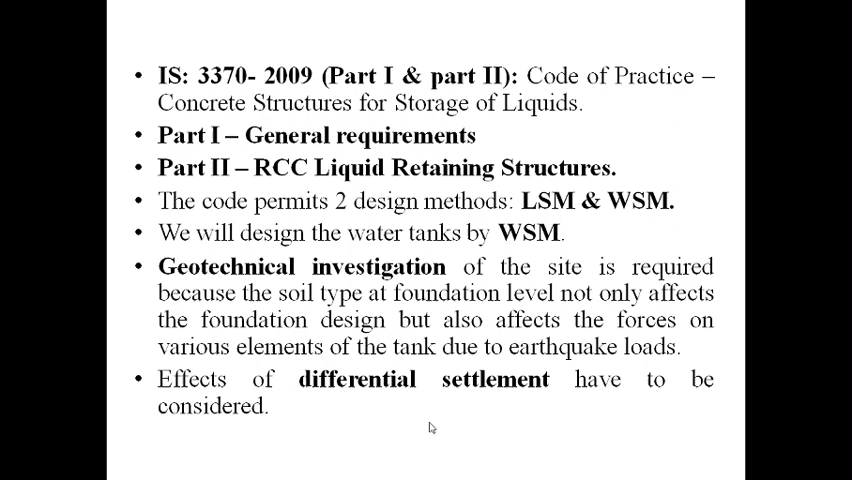 • IS: 3370- 2009 (Part I & part II): Code of Practice –
Concrete Structures for Storage of Liquids.
• Part I – General requirements
• Part II – RCC Liquid Retaining Structures.
• The code permits 2 design methods: LSM & WSM.
• We will design the water tanks by WSM.
• Geotechnical investigation of the site is required
because the soil type at foundation level not only affects
the foundation design but also affects the forces on
various elements of the tank due to earthquake loads.
• Effects of differential settlement have to be
considered.